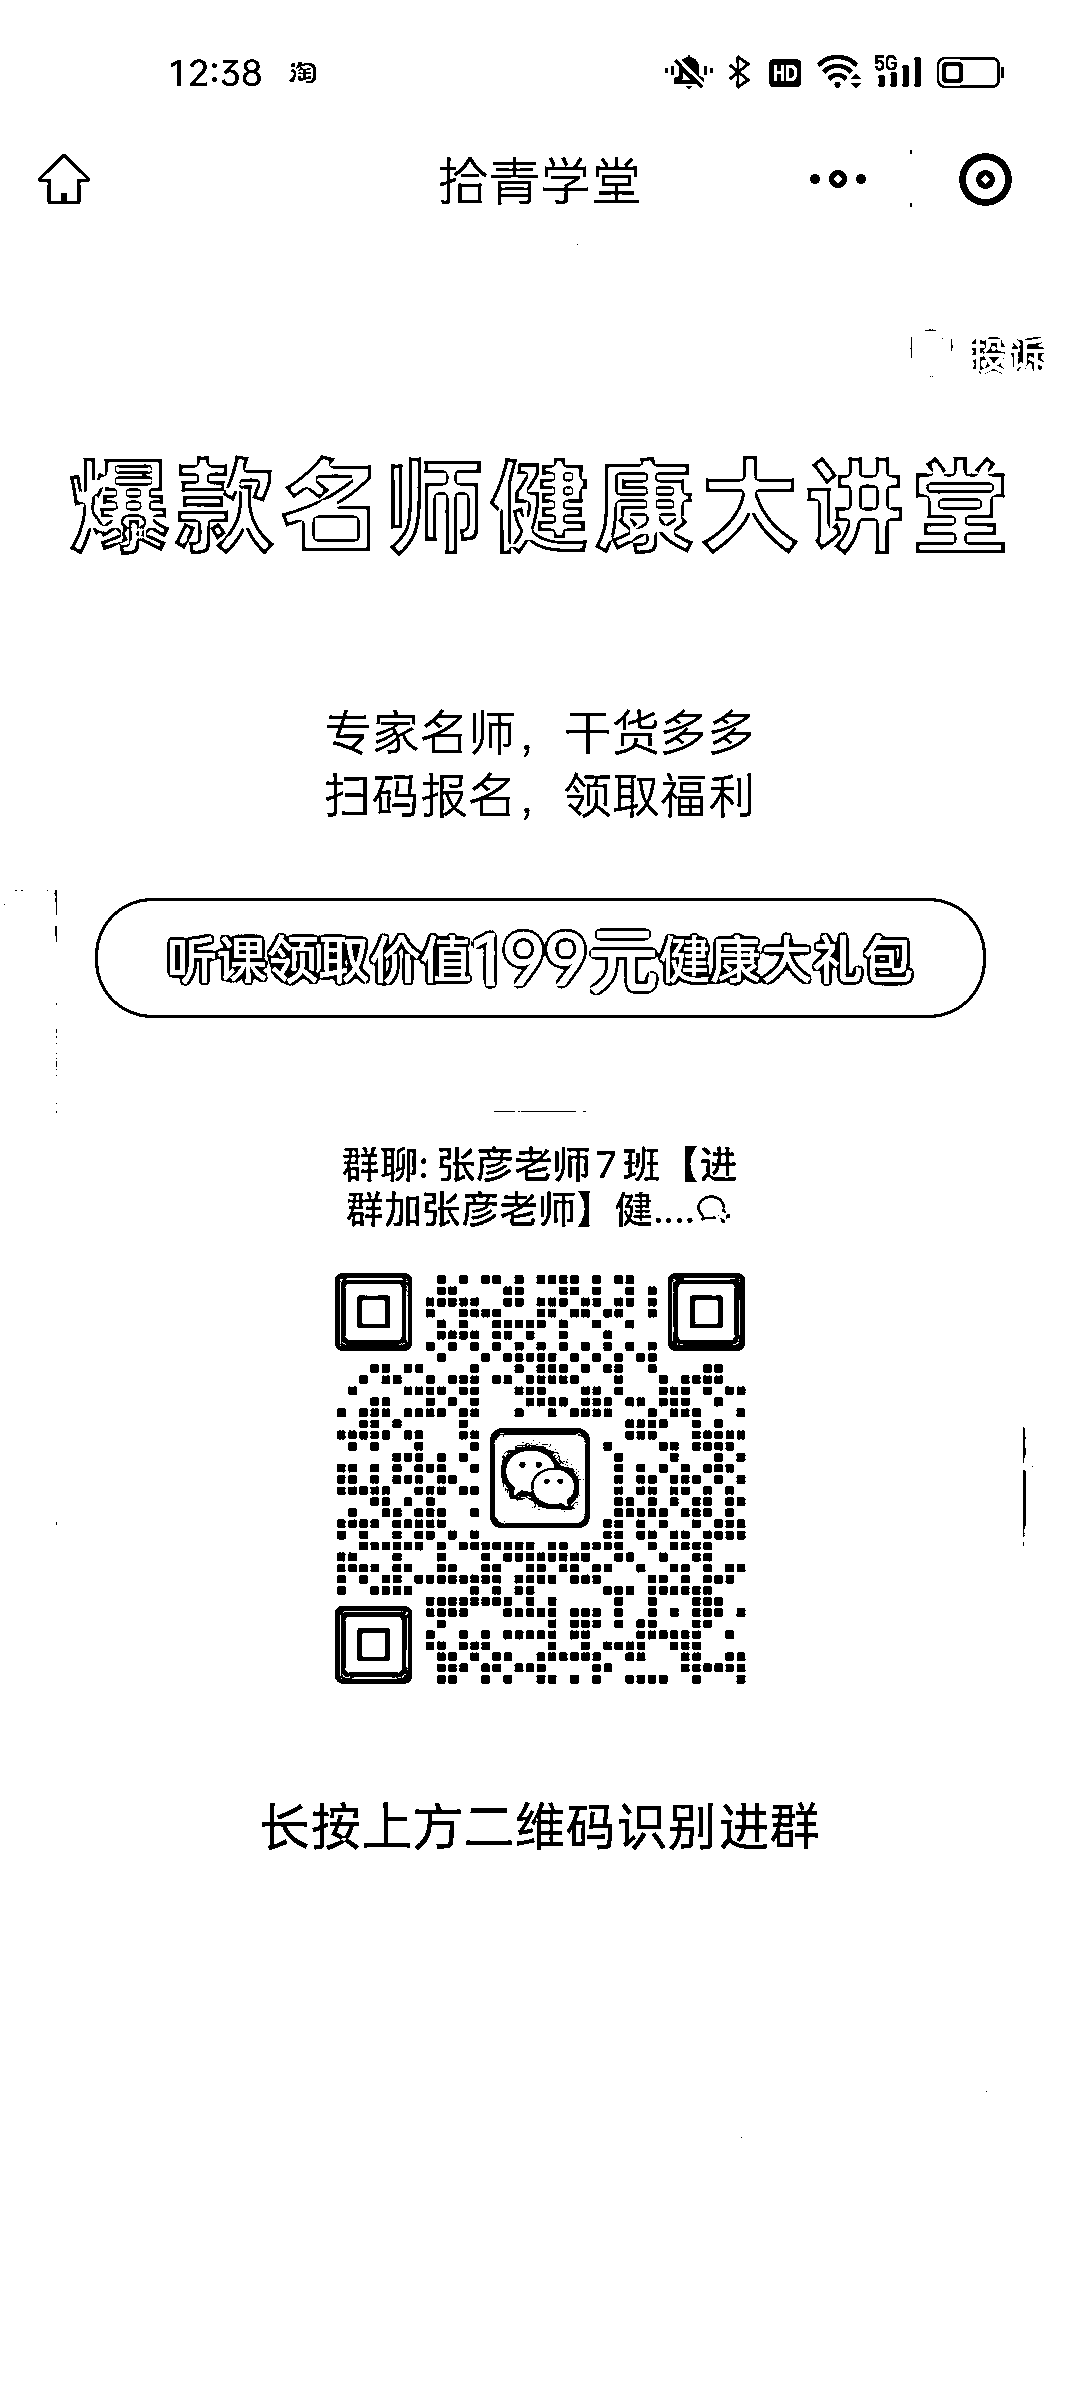 12:38 淘 HD 5G
拾青学堂
投诉
爆款名师健康大讲堂
专家名师，干货多多
扫码报名，领取福利
听课领取价值199元健康大礼包
群聊: 张彦老师7班【进
群加张彦老师】健....
长按上方二维码识别进群